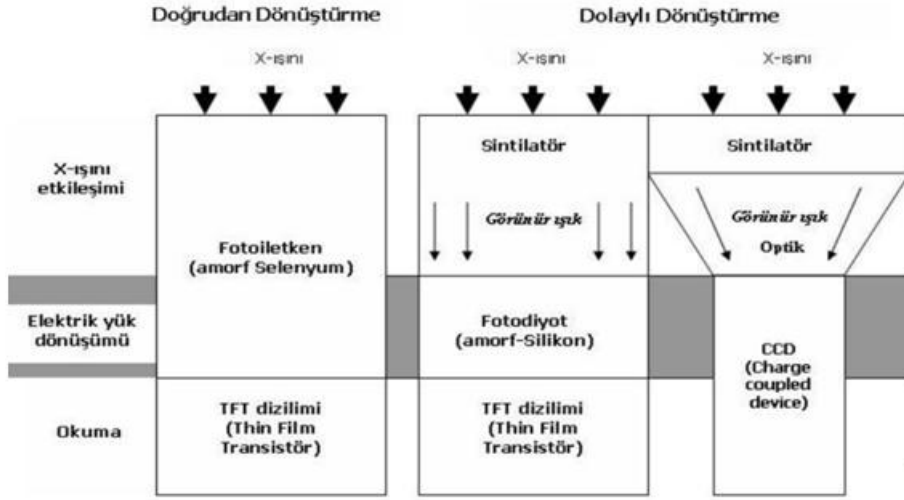 Doğrudan Dönüştürme
Dolaylı Dönüştürme
X-ışını
X-ışını
X-ışını
X-ışını
etkileşimi
Sintilatör
Sintilatör
Görünür ışık
Görünür ışık
Optik
Fotoiletken
(amorf Selenyum)
Elektrik yük
dönüşümü
Fotodiyot
(amorf-Silikon)
CCD
(Charge
coupled
device)
Okuma
TFT dizilimi
(Thin Film
Transistör)
TFT dizilimi
(Thin Film
Transistör)